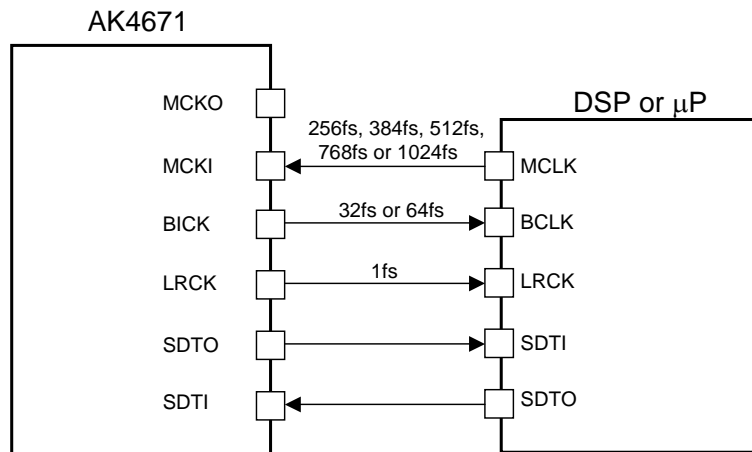 AK4671
DSP or μP
MCKO
256fs, 384fs, 512fs,
768fs or 1024fs
MCKI
MCLK
BICK
32fs or 64fs
BCLK
LRCK
1fs
LRCK
SDTO
SDTI
SDTI
SDTO